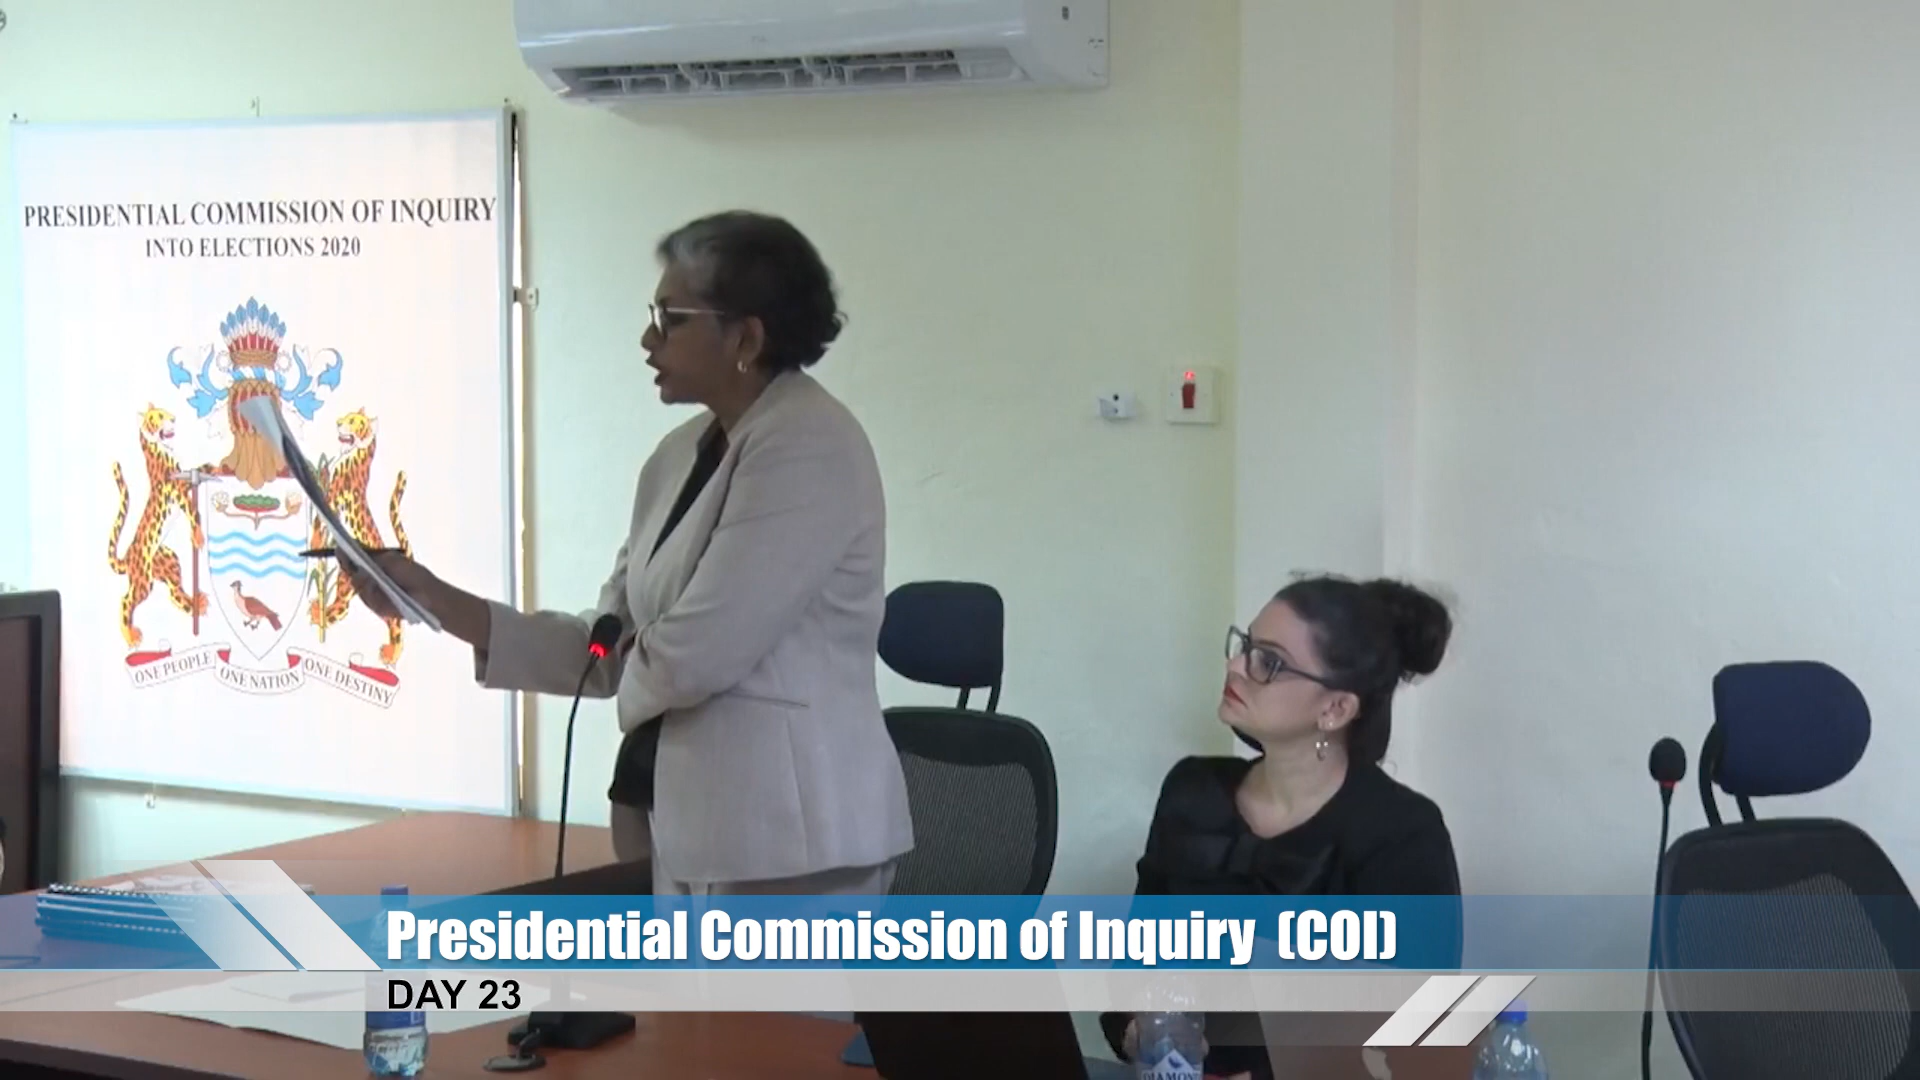 PRESIDENTIAL COMMISSION OF INQUIRY
INTO ELECTIONS 2020
ONE PEOPLE
ONE NATION
ONE DESTINY
Presidential Commission of Inquiry (COI)
DAY 23
DIAMOND